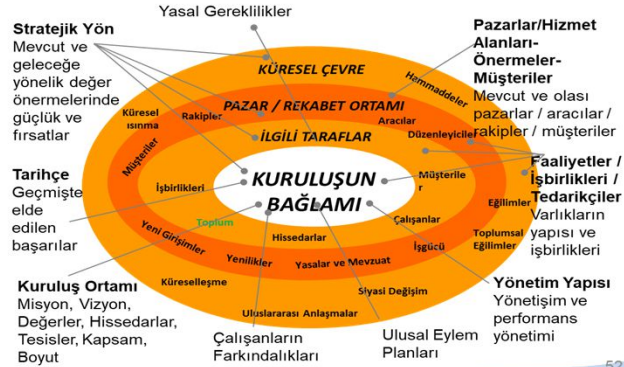 Yasal Gereklilikler
Stratejik Yön
Mevcut ve
geleceğe
yönelik değer
önermelerinde
güçlük ve
fırsatlar
Tarihçe
Geçmişte
elde
edilen
başarılar
Kuruluş Ortamı
Misyon, Vizyon,
Değerler, Hissedarlar,
Tesisler, Kapsam,
Boyut
KÜRESEL ÇEVRE
Hammaddeler
Küresel
ısınma
PAZAR / REKABET ORTAMI
Rakipler
Aracılar
Düzenleyiciler
Müşteriler
İLGİLİ TARAFLAR
İşbirlikleri
Müşterile
r
KURULUŞUN
BAĞLAMI
Toplum
Çalışanlar
Hissedarlar
Eğilimler
Toplumsal
Eğilimler
Yeni Girişimler
Yenilikler
Yasalar ve Mevzuat
İşgücü
Küreselleşme
Siyasi Değişim
Uluslararası Anlaşmalar
Çalışanların
Farkındalıkları
Ulusal Eylem
Planları
Pazarlar/Hizmet
Alanları-
Önermeler-
Müşteriler
Mevcut ve olası
pazarlar / aracılar /
rakipler / müşteriler
Faaliyetler /
İşbirlikleri /
Tedarikçiler
Varlıkların
yapısı ve
işbirlikleri
Yönetim Yapısı
Yönetişim ve
performans
yönetimi
52